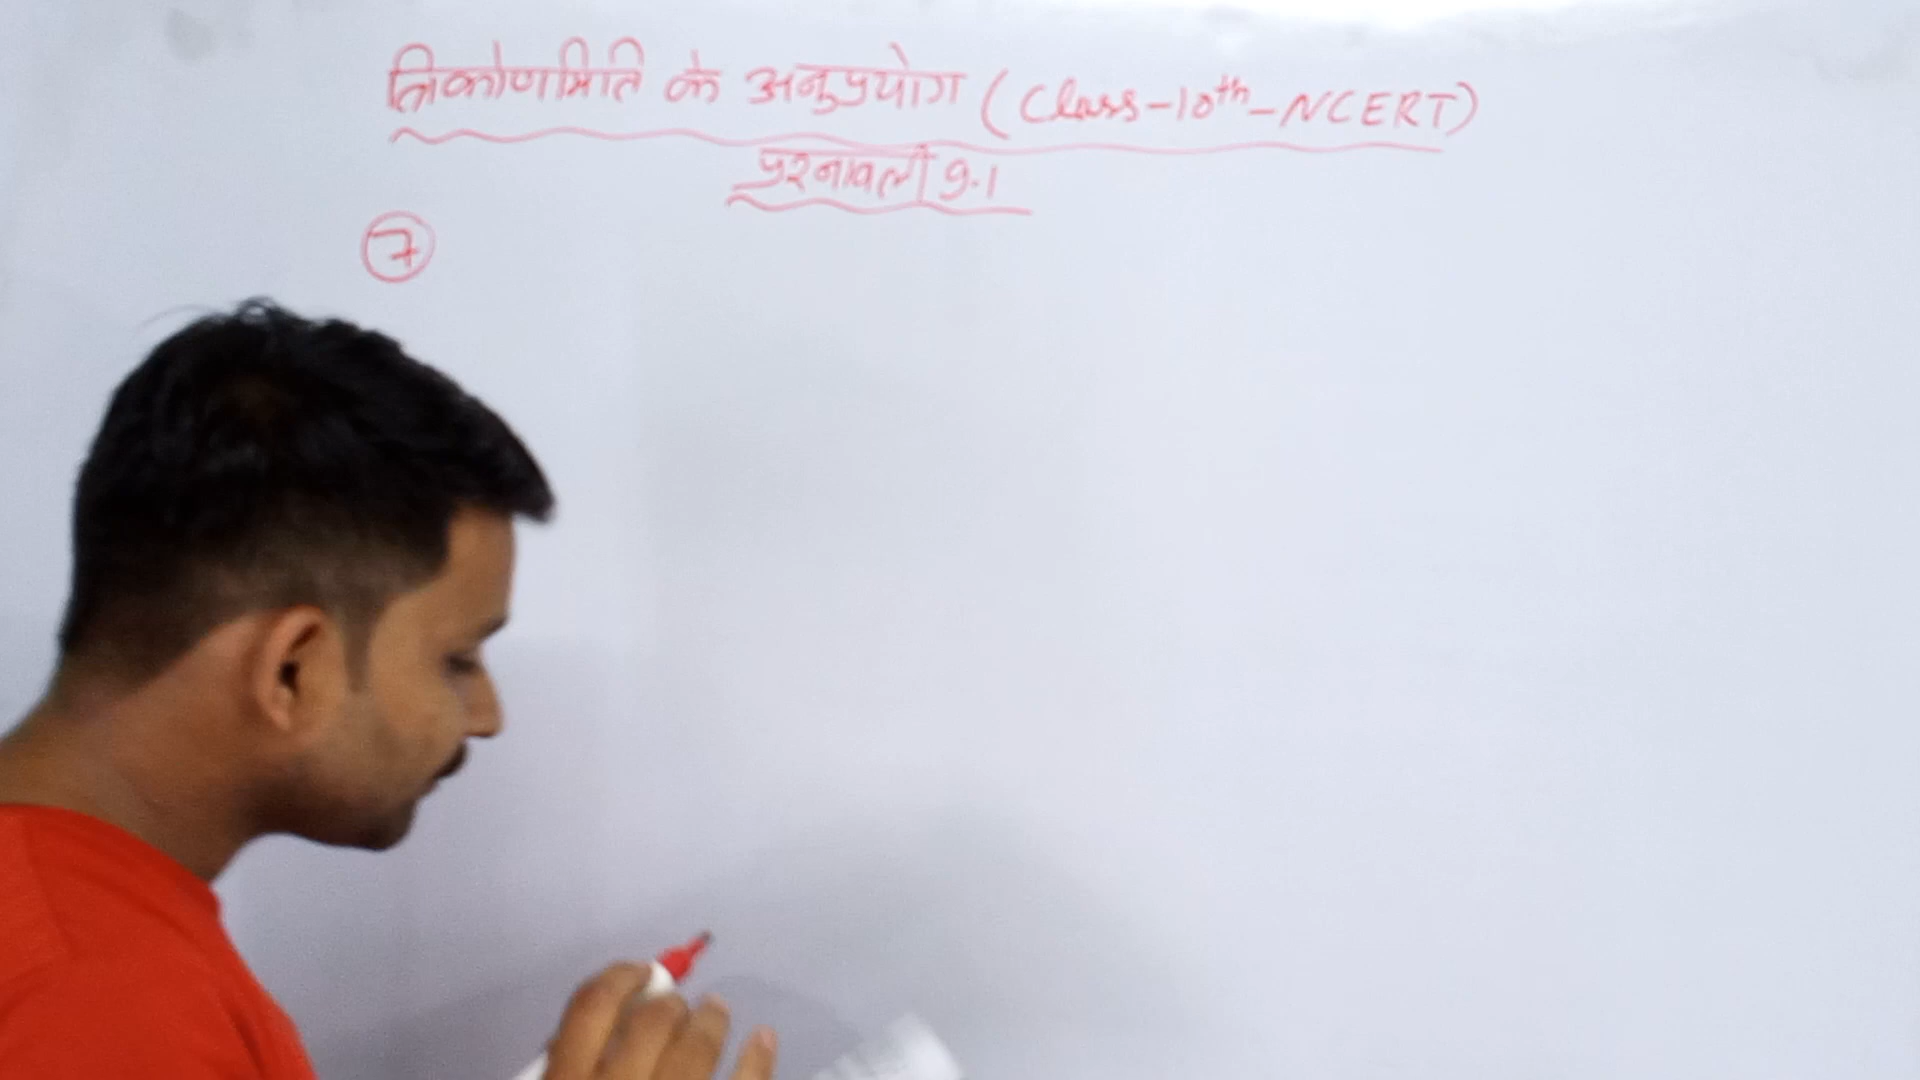 त्रिकोणमिति के अनुप्रयोग (Class-10th-NCERT)
प्रश्नावली 9.1
7